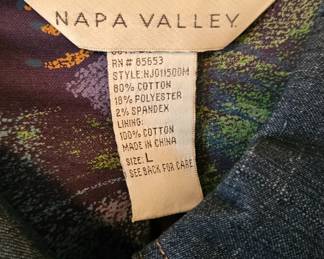 NAPA VALLEY
RN # 85653
STYLE:NJ011500M
80% COTTON
18% POLYESTER
2% SPANDEX
LINING:
100% COTTON
MADE IN CHINA
SIZE: L
SEE BACK FOR CARE